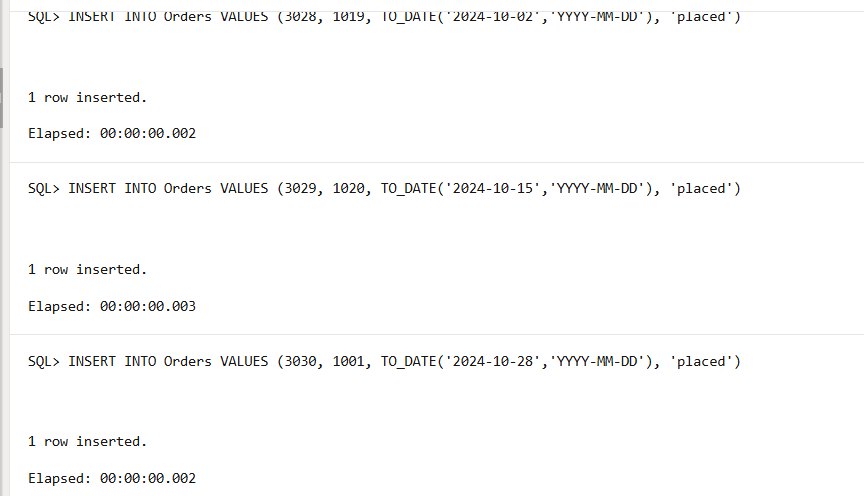 SQL> INSERT INTO Orders VALUES (3028, 1019, TO_DATE('2024-10-02','YYYY-MM-DD'), 'placed')
1 row inserted.
Elapsed: 00:00:00.002
SQL> INSERT INTO Orders VALUES (3029, 1020, TO_DATE('2024-10-15','YYYY-MM-DD'), 'placed')
1 row inserted.
Elapsed: 00:00:00.003
SQL> INSERT INTO Orders VALUES (3030, 1001, TO_DATE('2024-10-28','YYYY-MM-DD'), 'placed')
1 row inserted.
Elapsed: 00:00:00.002